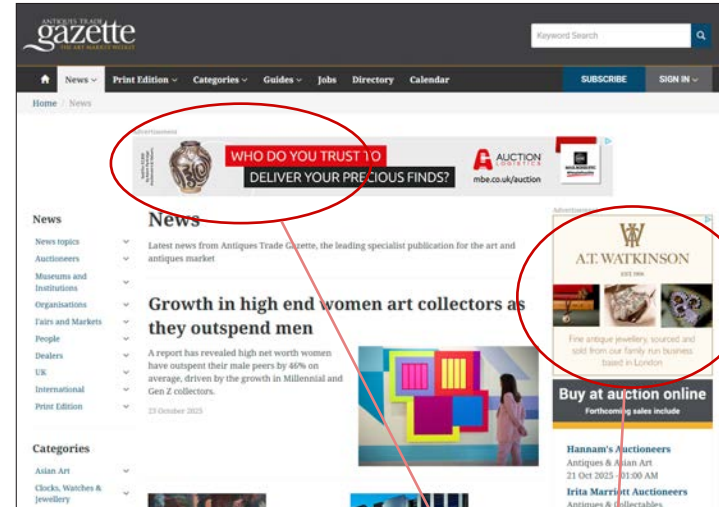 ANTIQUES TRADE
gazette
THE ART MARKET WEEKLY
Keyword Search
News
Print Edition
Categories
Guides
Jobs
Directory
Calendar
SUBSCRIBE
SIGN IN
Home / News
Advertisement
WHO DO YOU TRUST TO
DELIVER YOUR PRECIOUS FINDS?
AUCTION
LOGISTICS
mbe.co.uk/auction
News
News topics
Auctioneers
Museums and
Institutions
Organisations
Fairs and Markets
People
Dealers
UK
International
Print Edition
Categories
Asian Art
Clocks, Watches &
Jewellery
News
Latest news from Antiques Trade Gazette, the leading specialist publication for the art and
antiques market
Growth in high end women art collectors as
they outspend men
A report has revealed high net worth women
have outspent their male peers by 46% on
average, driven by the growth in Millennial and
Gen Z collectors.
23 October 2025
Advertisement
A.T. WATKINSON
Fine antique jewellery, sourced and
sold from our family run business
based in London
Buy at auction online
Forthcoming sales include
Hannam's Auctioneers
Antiques & Asian Art
21 Oct 2025 - 01:00 AM
Irita Marriott Auctioneers
Antiques & Collectables